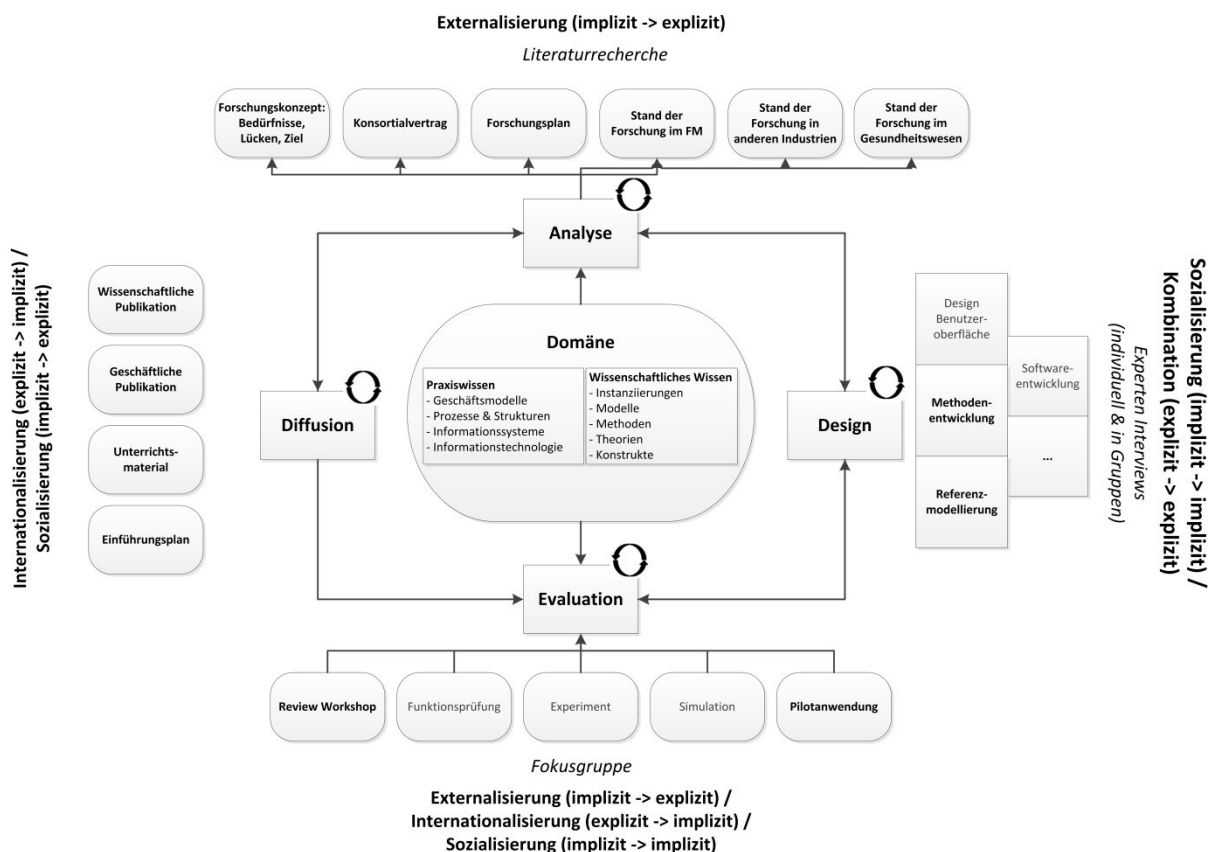 Externalisierung (implizit -> explizit)
Literaturrecherche
Forschungskonzept:
Bedürfnisse,
Lücken, Ziel
Konsortialvertrag
Forschungsplan
Stand der
Forschung im FM
Stand der
Forschung in
anderen Industrien
Stand der
Forschung im
Gesundheitswesen
Analyse
Internationalisierung (explizit -> implizit) /
Sozialisierung (implizit -> explizit)
Wissenschaftliche
Publikation
Geschäftliche
Publikation
Unterrichts-
material
Einführungsplan
Diffusion
Domäne
Praxiswissen
- Geschäftsmodelle
- Prozesse & Strukturen
- Informationssysteme
- Informationstechnologie
Wissenschaftliches Wissen
- Instanziierungen
- Modelle
- Methoden
- Theorien
- Konstrukte
Design
Design
Benutzer-
oberfläche
Methoden-
entwicklung
Referenz-
modellierung
Software-
entwicklung
...
Experten Interviews
(individuell & in Gruppen)
Sozialisierung (implizit -> implizit) /
Kombination (explizit -> explizit)
Evaluation
Review Workshop
Funktionsprüfung
Experiment
Simulation
Pilotanwendung
Fokusgruppe
Externalisierung (implizit -> explizit) /
Internationalisierung (explizit -> implizit) /
Sozialisierung (implizit -> implizit)